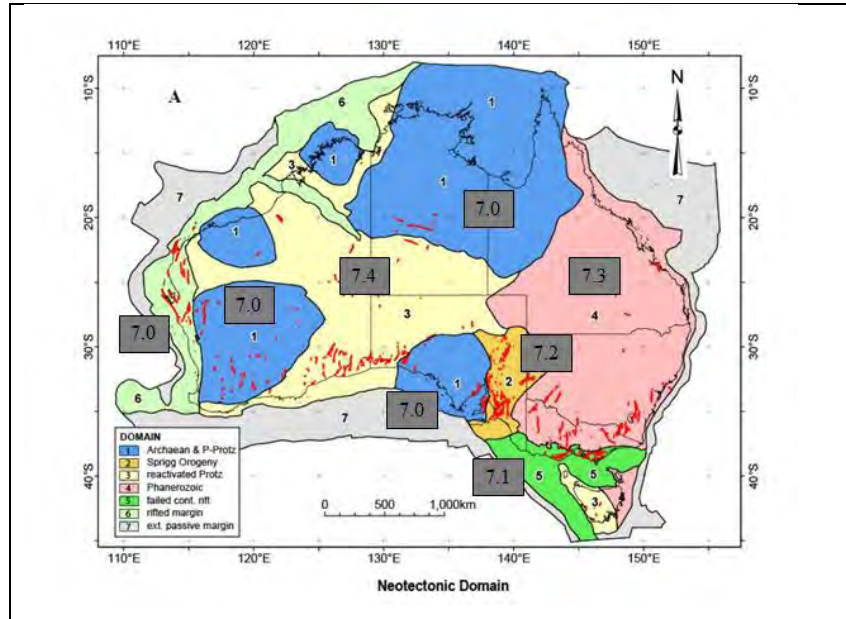 110°E 120°E 130°E 140°E 150°E
10°S 20°S 30°S 40°S
10°S 20°S 30°S 40°S
A
N
6
1
3
1
1
7
7
7.0
1
7.4
7.3
7.0
6
3
4
7.0
1
7.2
2
1
6
7
7.0
DOMAIN
1 Archaean & P-Protz
2 Sprigg Orogeny
3 reactivated Protz
4 Phanerozoic
5 failed cont. rift
6 rifted margin
7 ext. passive margin
7.1
5
5
4
3
0 500 1,000km
110°E 120°E 130°E 140°E 150°E
Neotectonic Domain